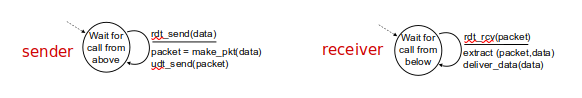 sender
Wait for
call from
above
rdt_send(data)
packet = make_pkt(data)
udt_send(packet)
receiver
Wait for
call from
below
rdt_rcv(packet)
extract (packet,data)
deliver_data(data)